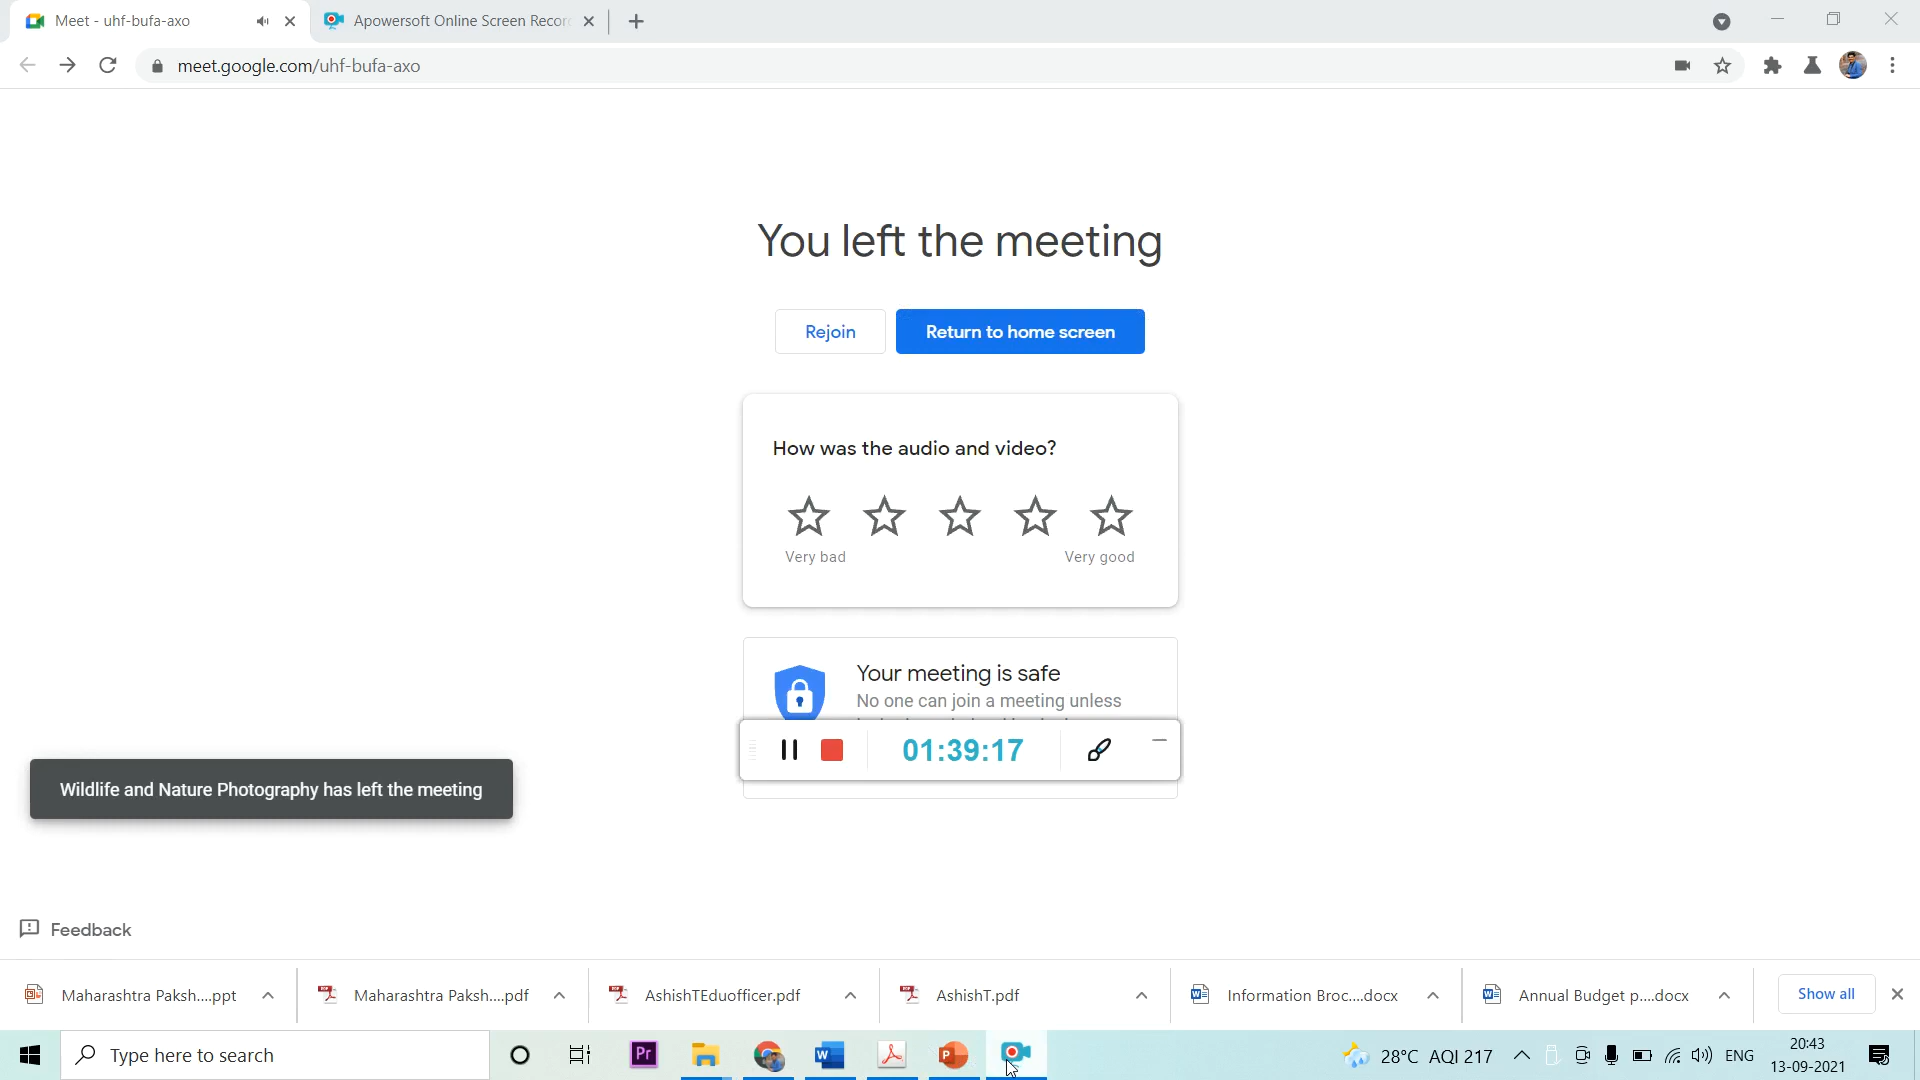 Meet - uhf-bufa-axo
Apowersoft Online Screen Recor
meet.google.com/uhf-bufa-axo
You left the meeting
Rejoin
Return to home screen
How was the audio and video?
Very bad
Very good
Your meeting is safe
No one can join a meeting unless
01:39:17
Wildlife and Nature Photography has left the meeting
Feedback
Maharashtra Paksh....ppt
Maharashtra Paksh....pdf
AshishTEduofficer.pdf
AshishT.pdf
Information Broc....docx
Annual Budget p....docx
Show all
Type here to search
Pr
28°C AQI 217
ENG
20:43
13-09-2021